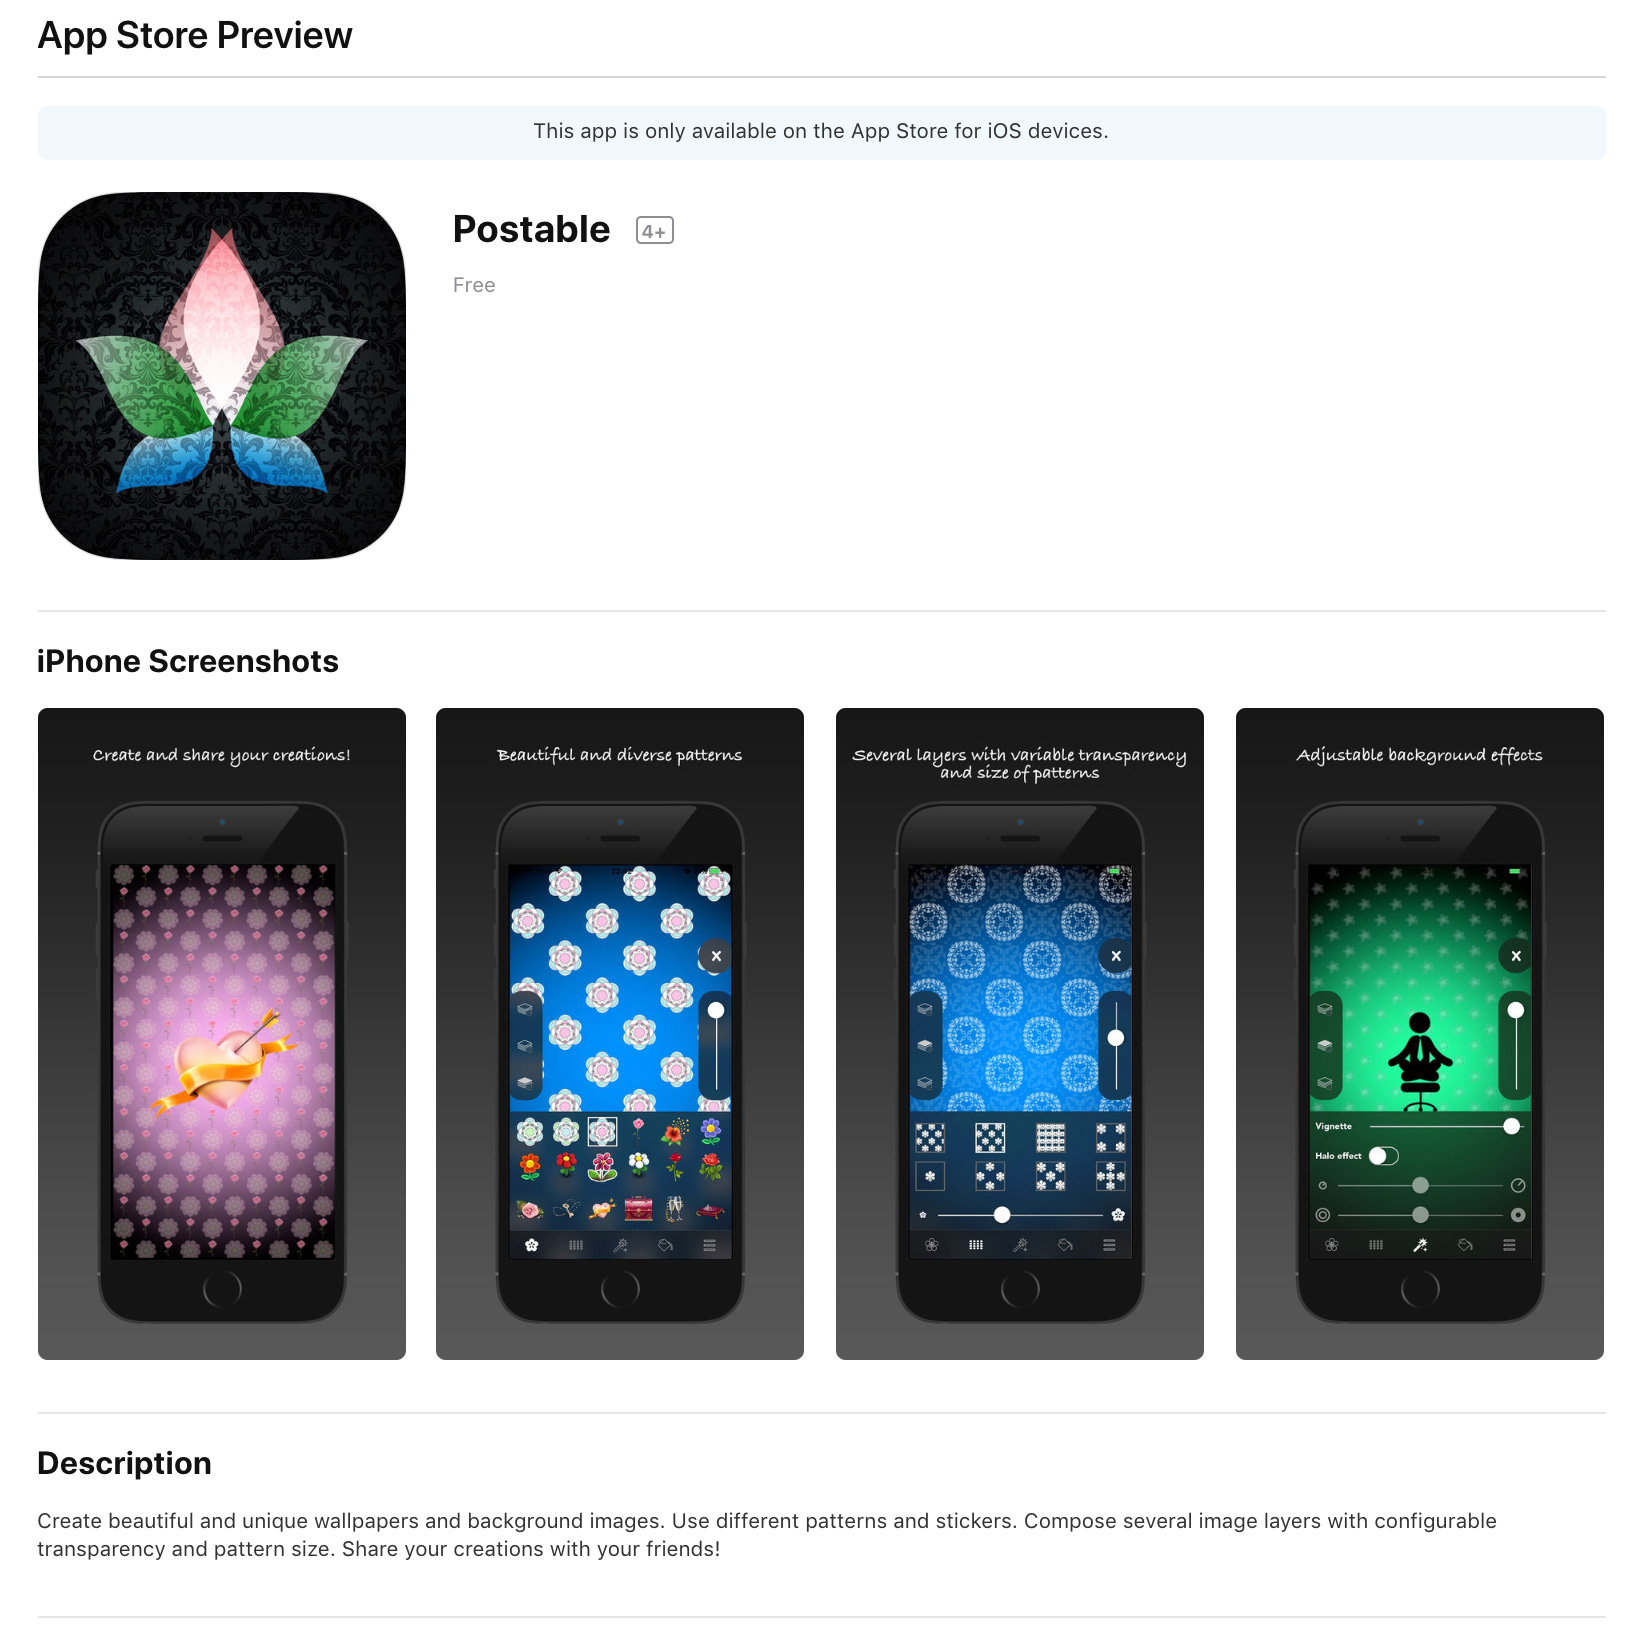 App Store Preview
This app is only available on the App Store for iOS devices.
Postable 4+
Free
iPhone Screenshots
Create and share your creations!
Beautiful and diverse patterns
Several layers with variable transparency
and size of patterns
Adjustable background effects
Vignette
Halo effect
Description
Create beautiful and unique wallpapers and background images. Use different patterns and stickers. Compose several image layers with configurable
transparency and pattern size. Share your creations with your friends!